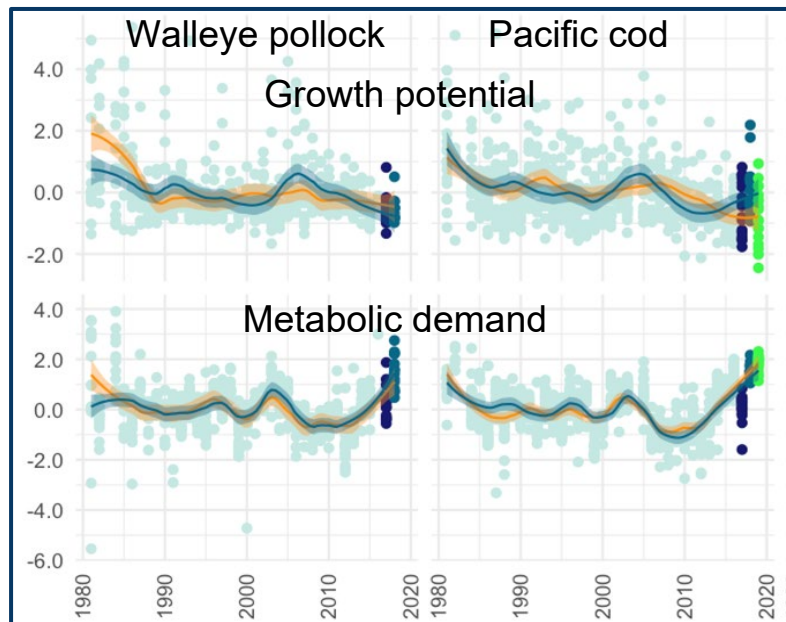 Walleye pollock Pacific cod
Growth potential
4.0
2.0
0.0
-2.0
Metabolic demand
4.0
2.0
0.0
-2.0
-4.0
-6.0
1980 1990 2000 2010 2020 1980 1990 2000 2010 2020